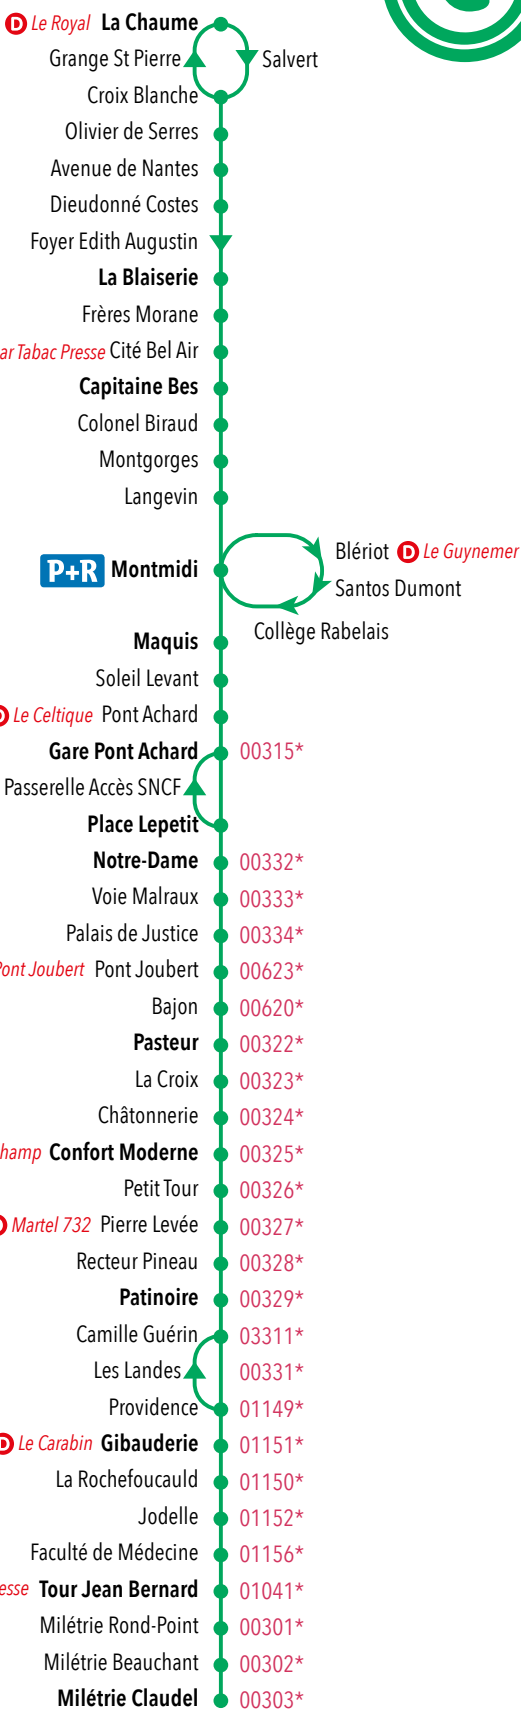 D Le Royal La Chaume
Grange St Pierre Salvert
Croix Blanche
Olivier de Serres
Avenue de Nantes
Dieudonné Costes
Foyer Edith Augustin
La Blaiserie
Frères Morane
Tabac Presse Cité Bel Air
Capitaine Bes
Colonel Biraud
Montgorges
Langevin
Blériot D Le Guynemer
P+R Montmidi
Santos Dumont
Collège Rabelais
Maquis
Soleil Levant
D Le Celtique Pont Achard
Gare Pont Achard 00315*
Passerelle Accès SNCF
Place Lepetit
Notre-Dame 00332*
Voie Malraux 00333*
Palais de Justice 00334*
Pont Joubert Pont Joubert 00623*
Bajon 00620*
Pasteur 00322*
La Croix 00323*
Châtonnerie 00324*
Confort Moderne 00325*
Petit Tour 00326*
D Martel 732 Pierre Levée 00327*
Recteur Pineau 00328*
Patinoire 00329*
Camille Guérin 03311*
Les Landes 00331*
Providence 01149*
D Le Carabin Gibauderie 01151*
La Rochefoucauld 01150*
Jodelle 01152*
Faculté de Médecine 01156*
Tour Jean Bernard 01041*
Milétrie Rond-Point 00301*
Milétrie Beauchant 00302*
Milétrie Claudel 00303*